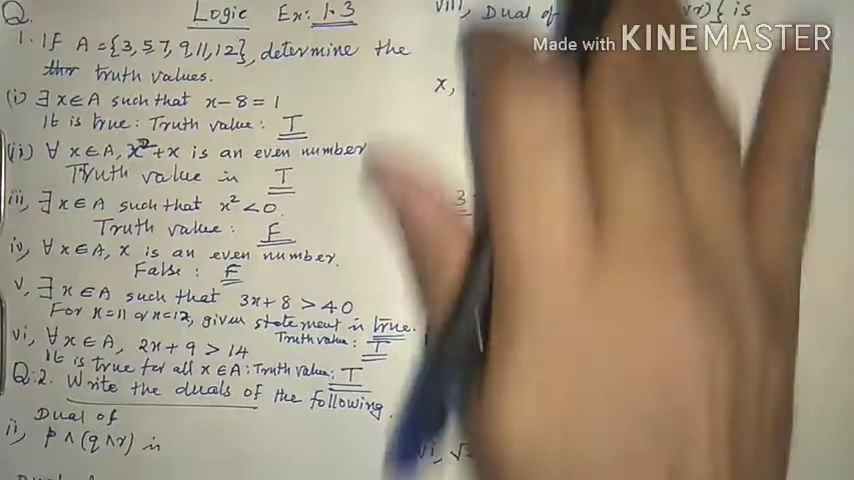 Q. Logic Ex: 1.3
1. If A = {3, 5 7, 9, 11, 12}, determine the
truth values.
(i) ∃ x ∈ A such that x - 8 = 1
It is true: Truth value: T
(ii) ∀ x ∈ A, x² + x is an even number
Truth value is T
iii, ∃ x ∈ A such that x² < 0.
Truth value: F
iv, ∀ x ∈ A, x is an even number.
False: F
v, ∃ x ∈ A such that 3x + 8 > 40
For x = 11 or x = 12, given statement is true.
Truth value: T
vi, ∀ x ∈ A, 2x + 9 > 14
It is true for all x ∈ A: Truth value: T
Q: 2. Write the duals of the following.
ii, Dual of
p ∧ (q ∧ r) is
viii, Dual of
r)} is
x,
3
vi, √
Made with KINEMASTER